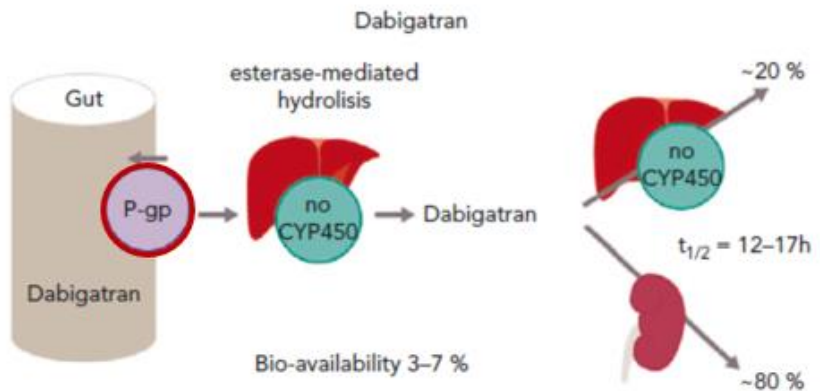 Dabigatran
esterase-mediated
hydrolisis
~20 %
Gut
no
CYP450
P-gp
no
CYP450
Dabigatran
t1/2 = 12–17h
Dabigatran
Bio-availability 3–7 %
~80 %